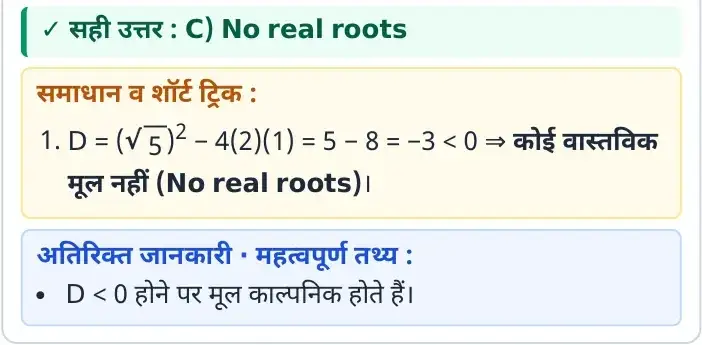 ✓ सही उत्तर : C) No real roots
समाधान व शॉर्ट ट्रिक :
1. D = (√5)² − 4(2)(1) = 5 − 8 = −3 < 0 ⇒ कोई वास्तविक
मूल नहीं (No real roots)।
अतिरिक्त जानकारी · महत्वपूर्ण तथ्य :
• D < 0 होने पर मूल काल्पनिक होते हैं।